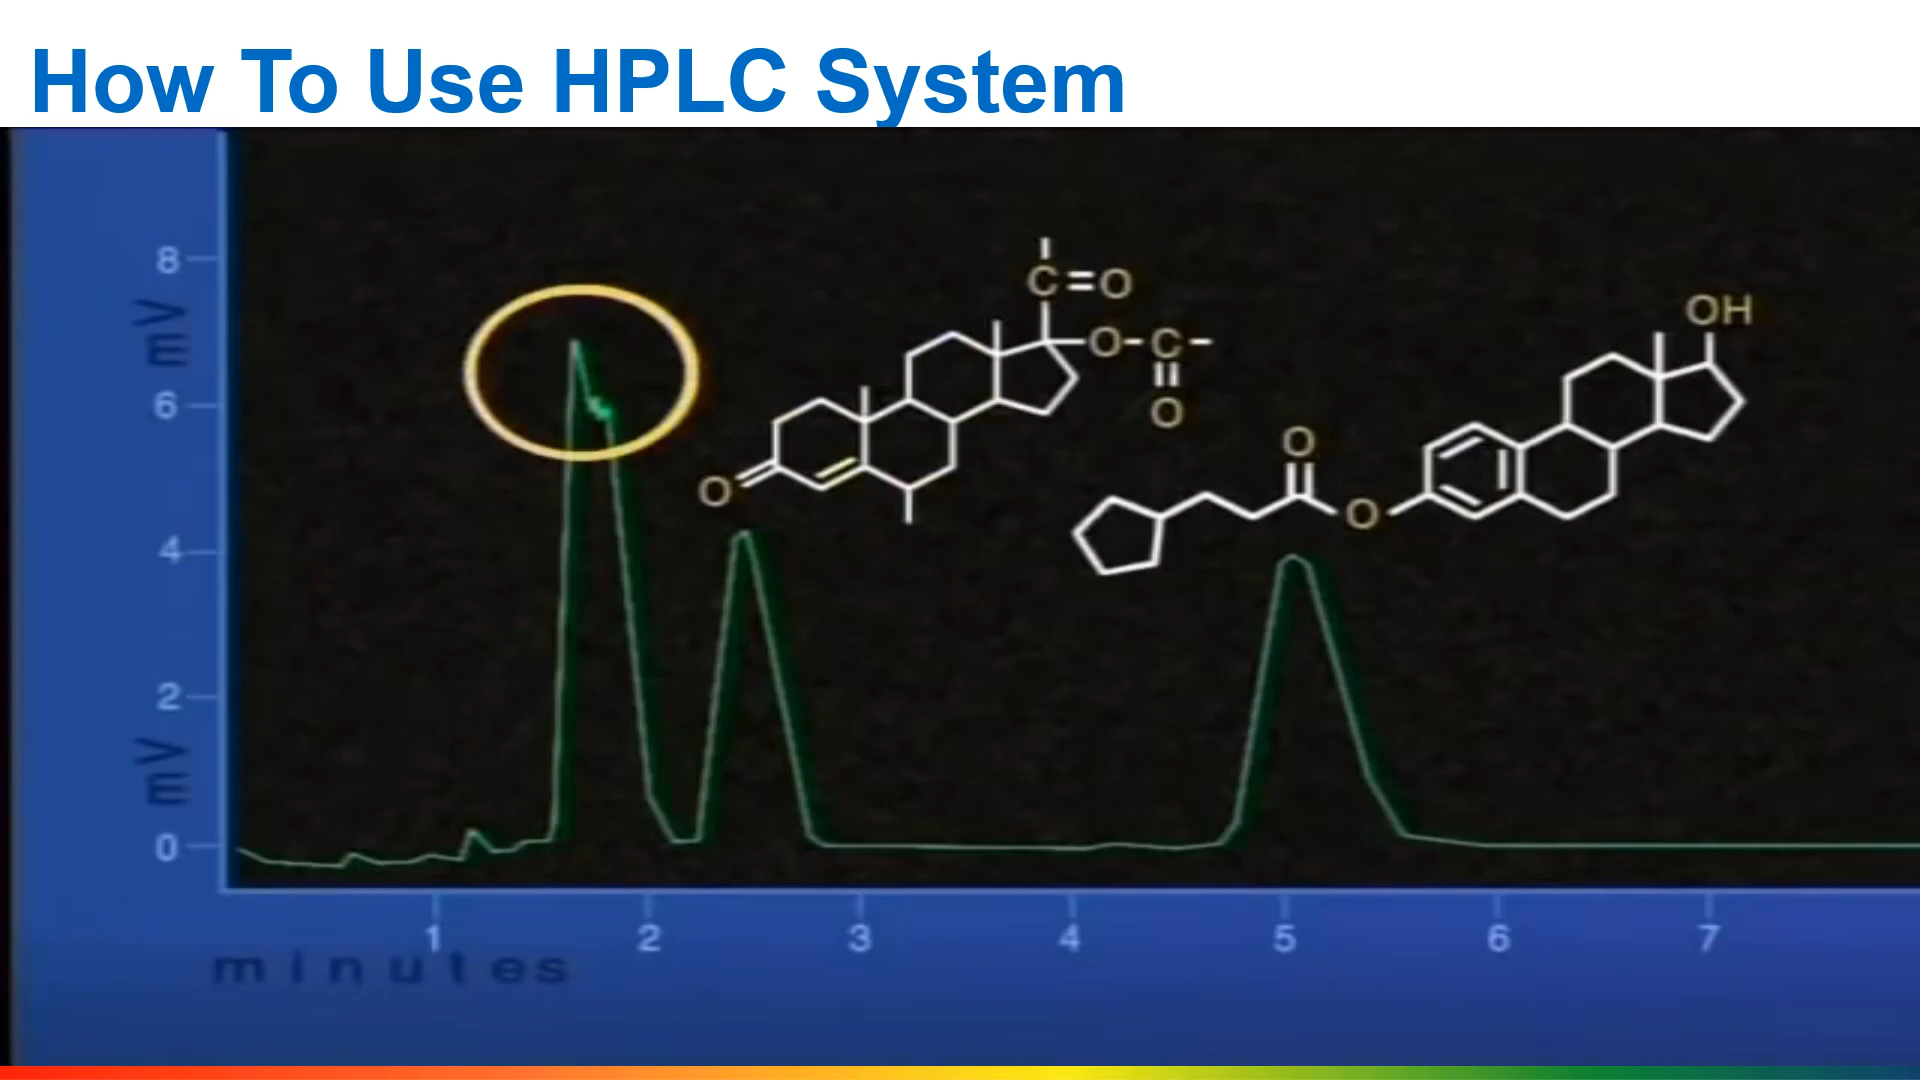 How To Use HPLC System
8
mV
6
4
2
mV
0
1 2 3 4 5 6 7
minutes
C=O
O-C-
O
O
OH
O
O